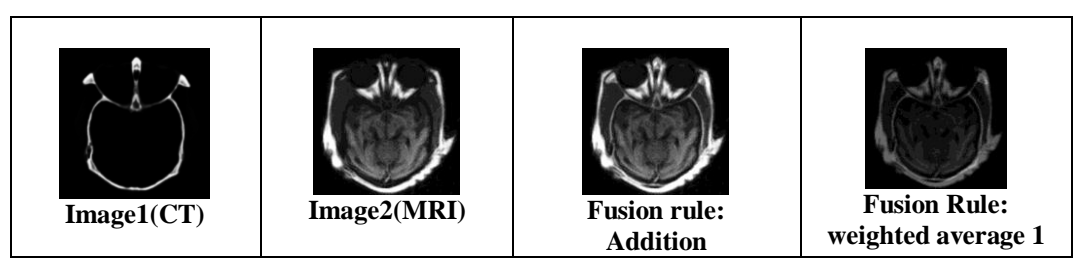 Image1(CT)
Image2(MRI)
Fusion rule:
Addition
Fusion Rule:
weighted average 1